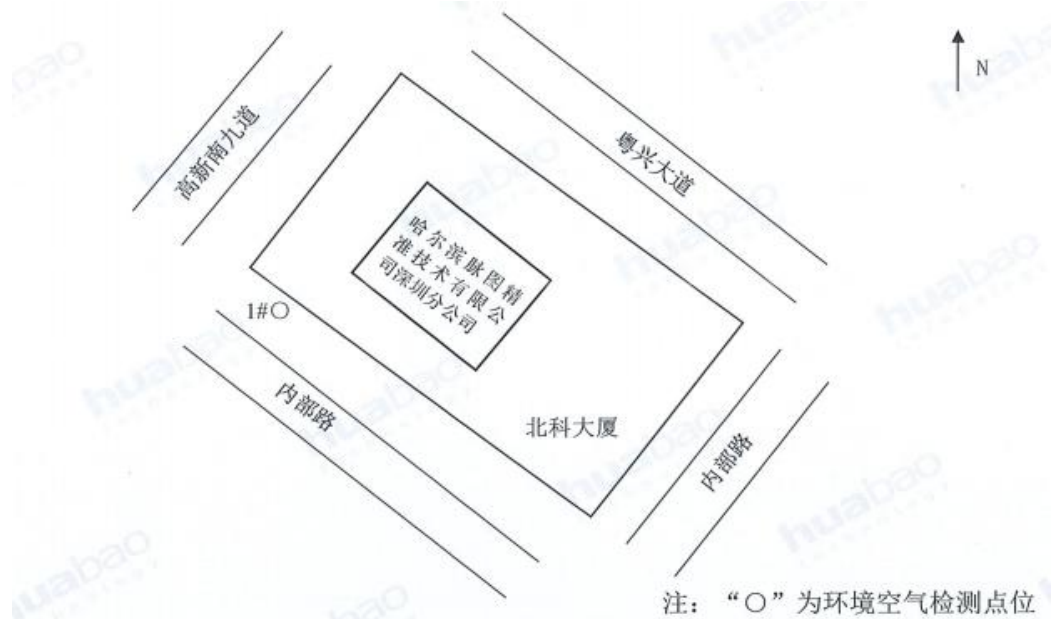 N
高新南九道
粤兴大道
哈尔滨脉图精
准技术有限公
司深圳分公司
1#○
内部路
北科大厦
内部路
注：“○”为环境空气检测点位
huabao